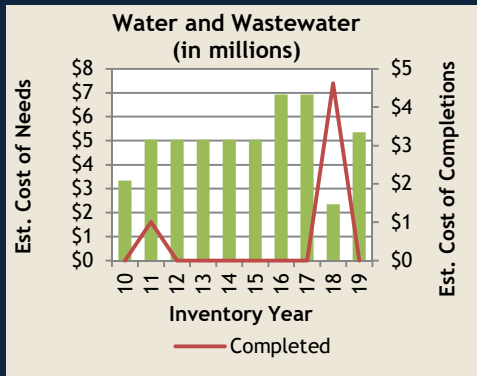 Water and Wastewater
(in millions)
Est. Cost of Needs
$8
$7
$6
$5
$4
$3
$2
$1
$0
$5
$4
$3
$2
$1
$0
Est. Cost of Completions
10 11 12 13 14 15 16 17 18 19
Inventory Year
Completed